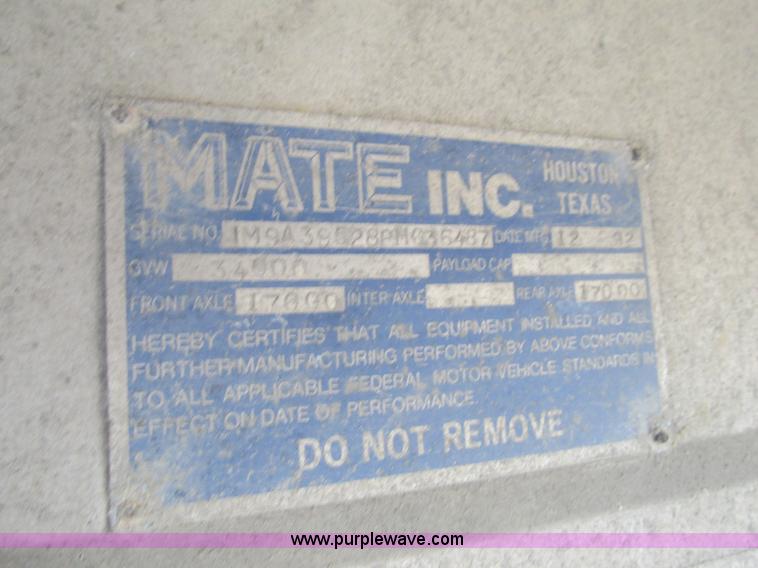 MATE INC. HOUSTON TEXAS
SERIAL NO. DATE MFG. 12 92
GVW 34000 PAYLOAD CAP.
FRONT AXLE 17000 INTER AXLE REAR AXLE 17000
HEREBY CERTIFIES THAT ALL EQUIPMENT INSTALLED AND ALL
FURTHER MANUFACTURING PERFORMED BY ABOVE CONFORMS
TO ALL APPLICABLE FEDERAL MOTOR VEHICLE STANDARDS IN
EFFECT ON DATE OF PERFORMANCE.
DO NOT REMOVE
www.purplewave.com